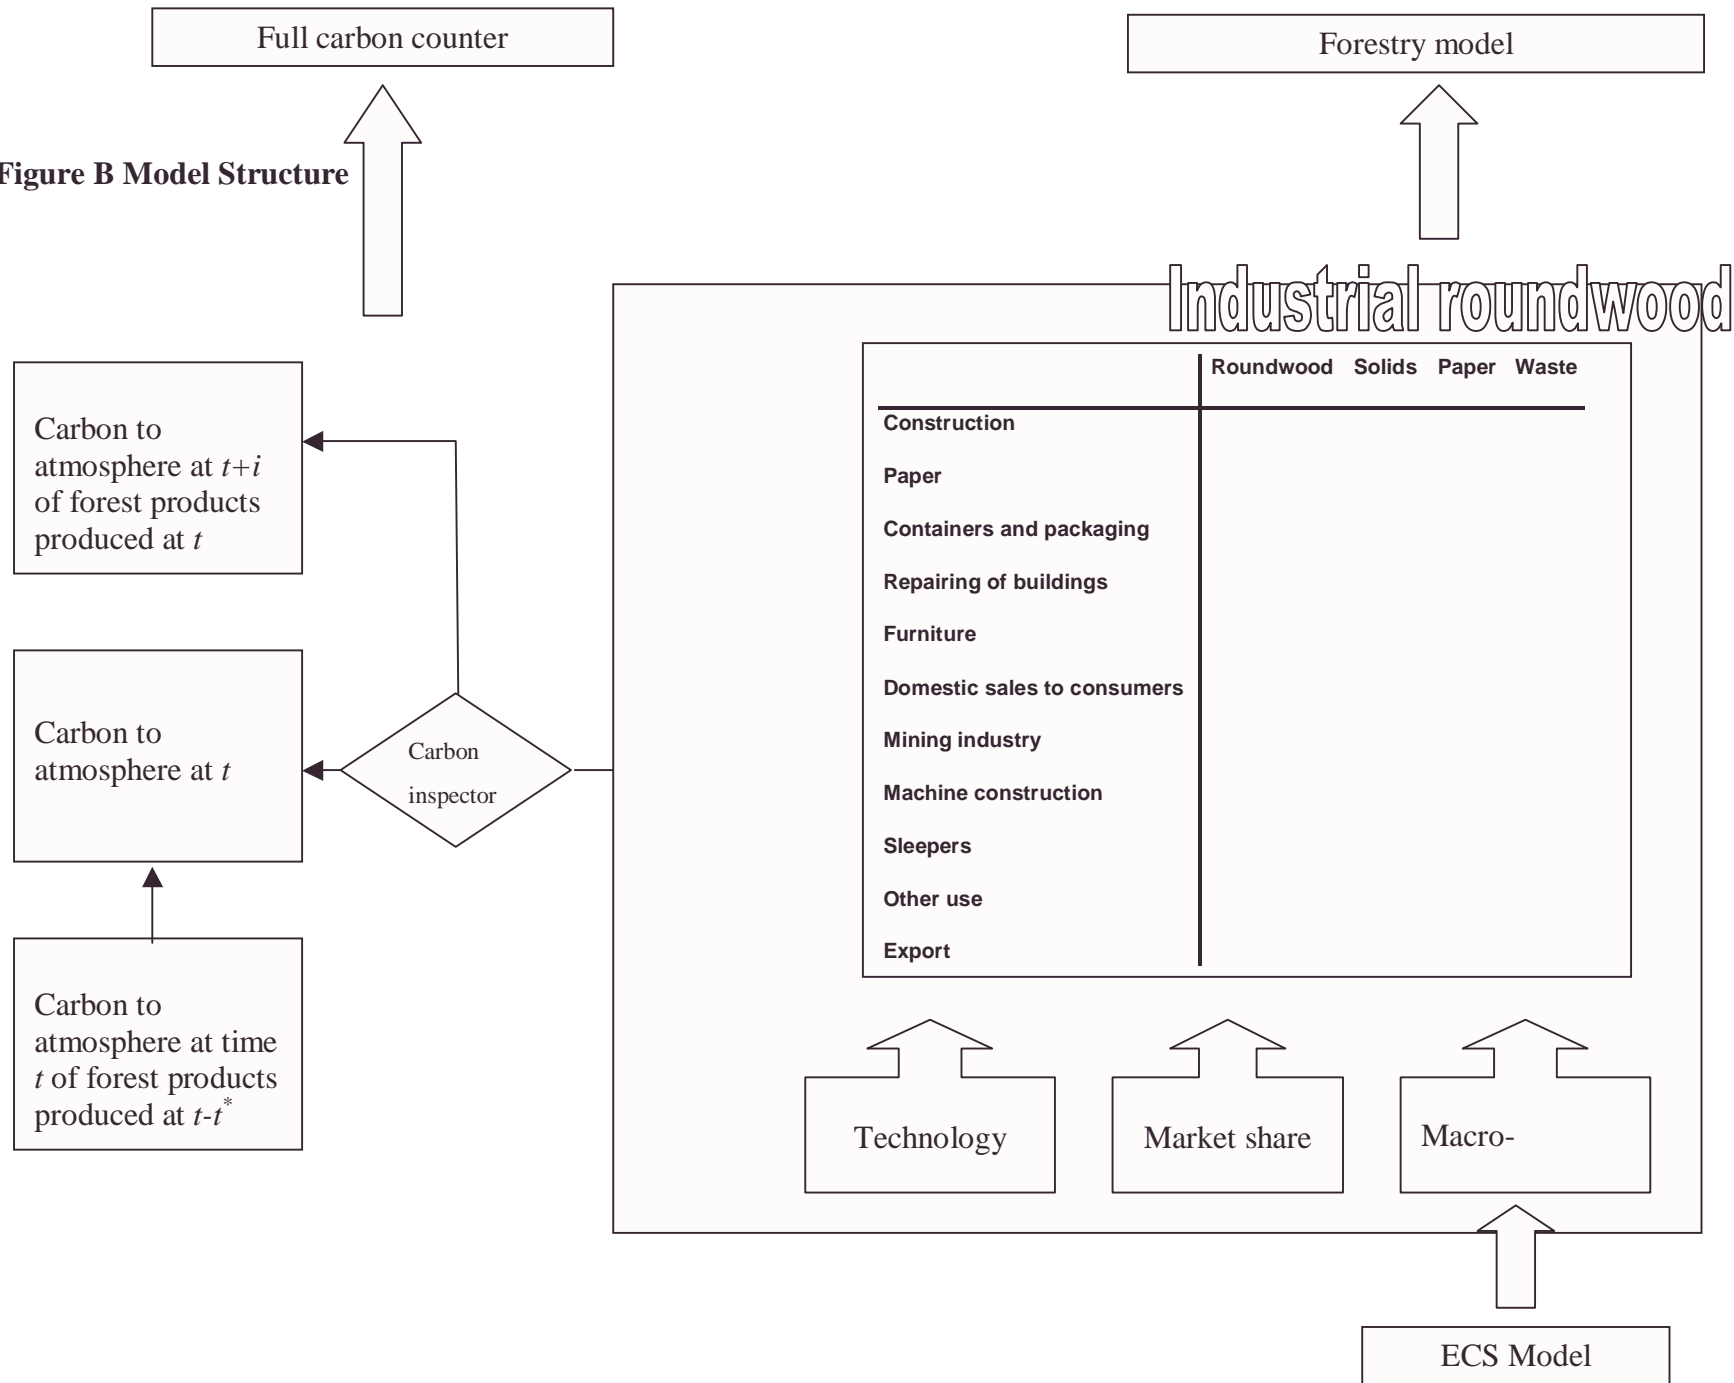 Full carbon counter
Forestry model
Figure B Model Structure
Industrial roundwood
Roundwood Solids Paper Waste
Construction
Paper
Containers and packaging
Repairing of buildings
Furniture
Domestic sales to consumers
Mining industry
Machine construction
Sleepers
Other use
Export
Carbon to
atmosphere at t+i
of forest products
produced at t
Carbon to
atmosphere at t
Carbon
inspector
Carbon to
atmosphere at time
t of forest products
produced at t-t*
Technology
Market share
Macro-
ECS Model